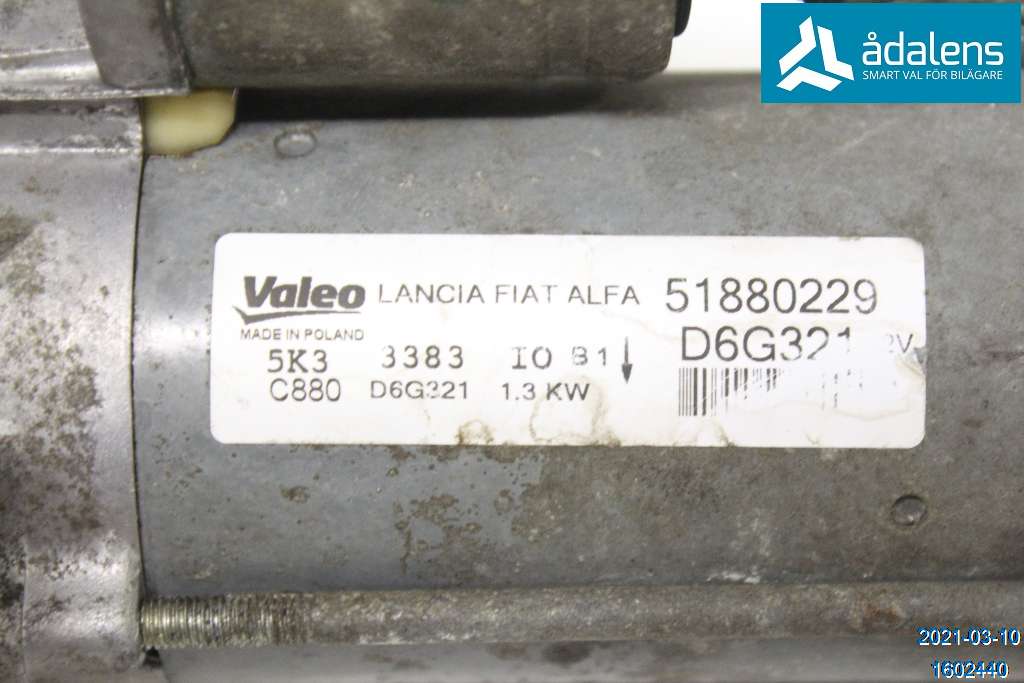 ådalens
SMART VAL FÖR BILÄGARE
Valeo LANCIA FIAT ALFA 51880229
MADE IN POLAND
D6G321
5K3 3383 IO B1
C880 D6G321 1.3 KW
2021-03-10
1602440